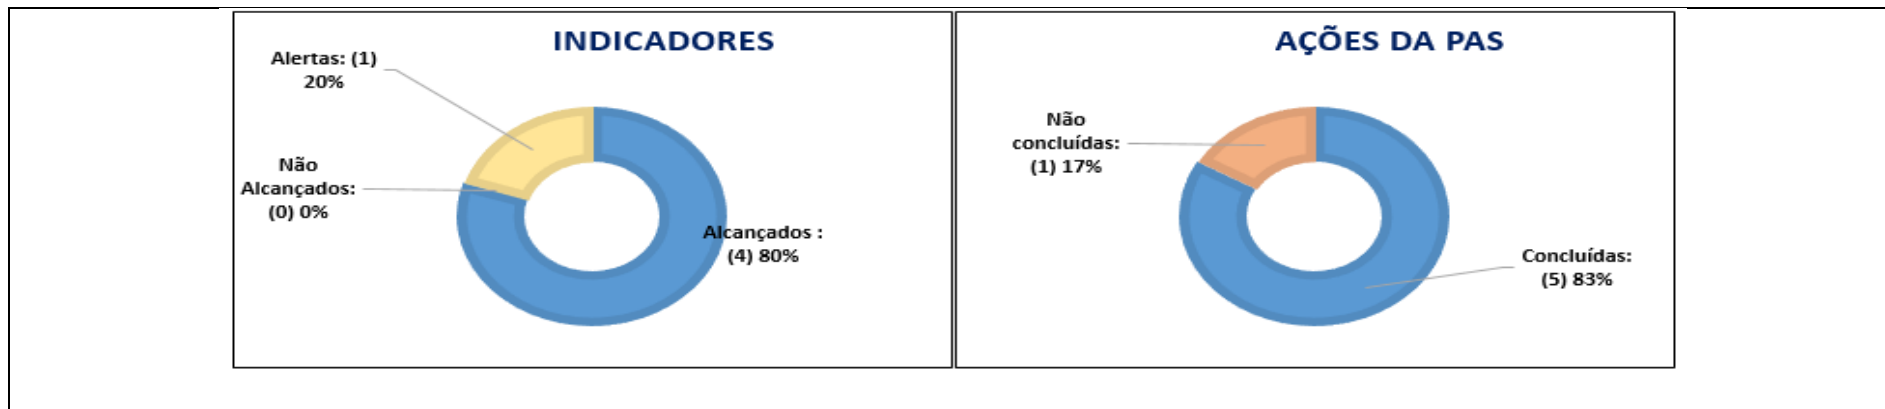 INDICADORES
Alertas: (1)
20%
Não
Alcançados:
(0) 0%
Alcançados :
(4) 80%
AÇÕES DA PAS
Não
concluídas:
(1) 17%
Concluídas:
(5) 83%